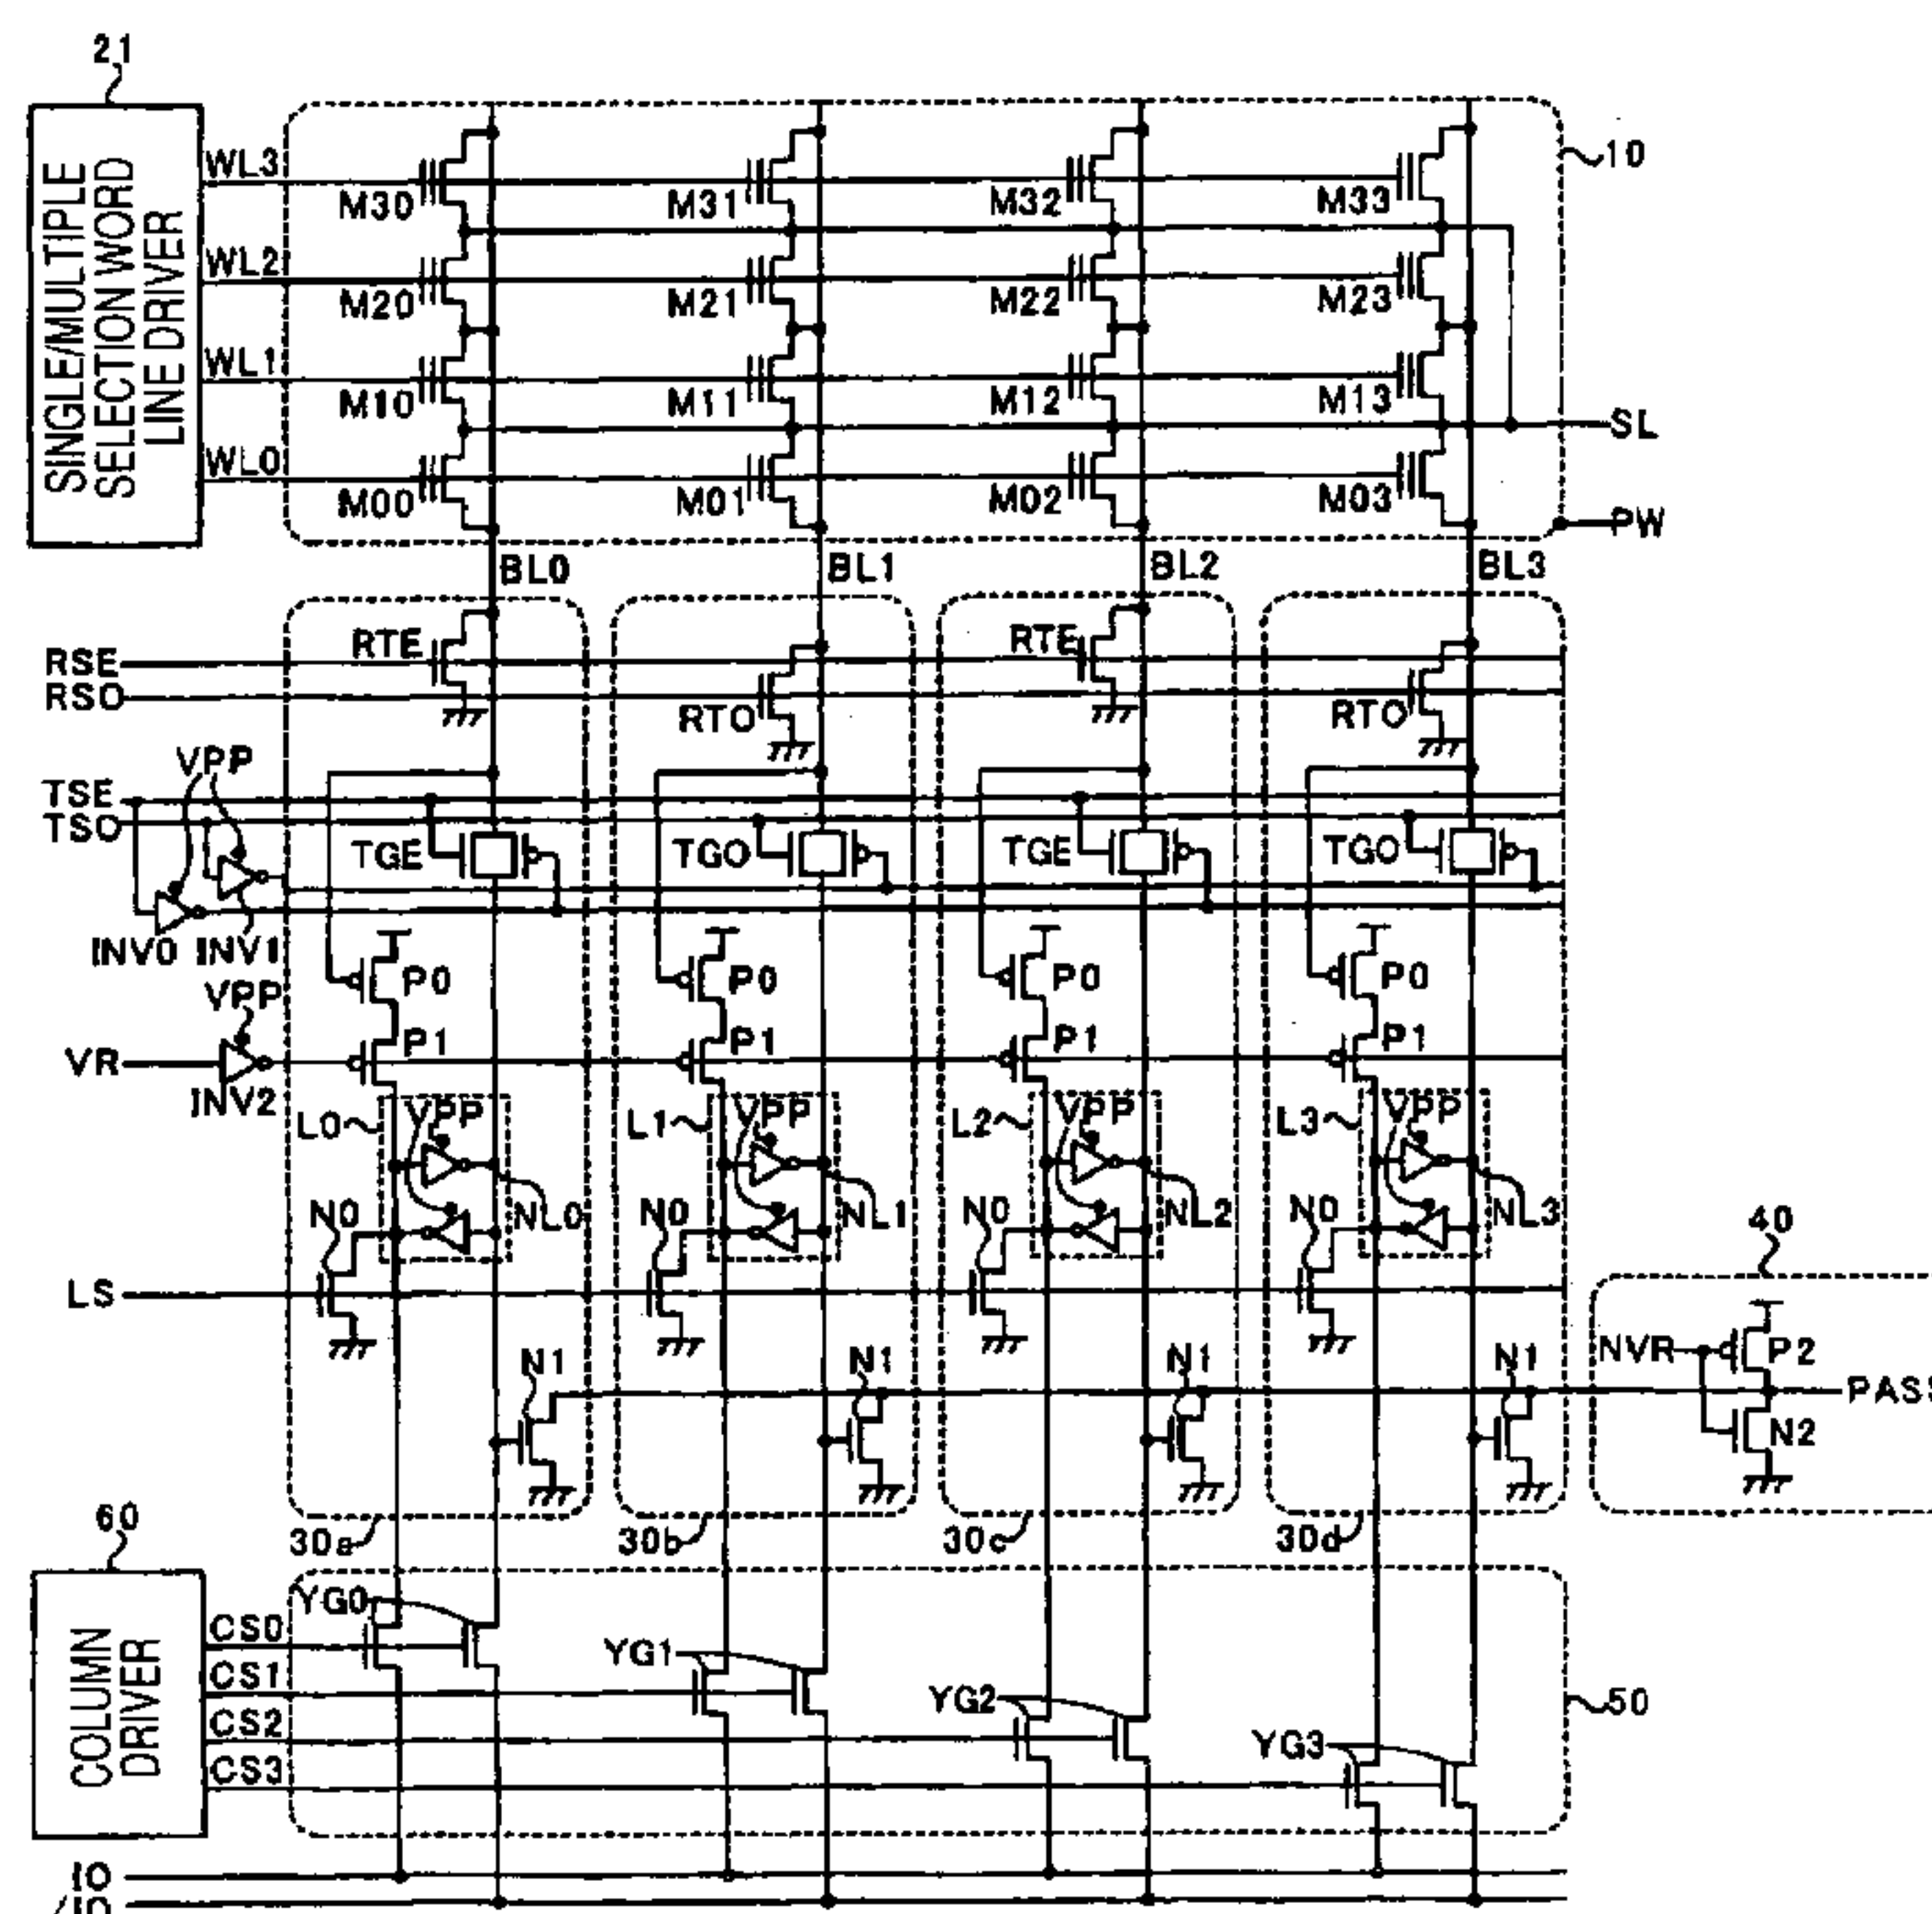 21
SINGLE/MULTIPLE
SELECTION WORD
LINE DRIVER
WL3
M30 M31 M32 M33
10
WL2
M20 M21 M22 M23
WL1
M10 M11 M12 M13
SL
WL0
M00 M01 M02 M03
PW
BL0 BL1 BL2 BL3
RTE RTE
RSE
RSO
RTO RTO
VPP
TSE
TSO
TGE TGO TGE TGO
INV0 INV1
P0 P0 P0 P0
VPP
P1 P1 P1 P1
VR
INV2
L0 VPP L1 VPP L2 VPP L3 VPP
N0 NL0 N0 NL1 N0 NL2 N0 NL3
40
LS
N1 N1 N1 N1
NVR P2
N2
60
30a 30b 30c 30d
COLUMN
DRIVER
YG0
CS0
YG1
CS1
YG2
CS2
50
YG3
CS3
IO